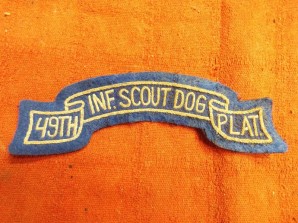 49TH INF. SCOUT DOG PLAT.